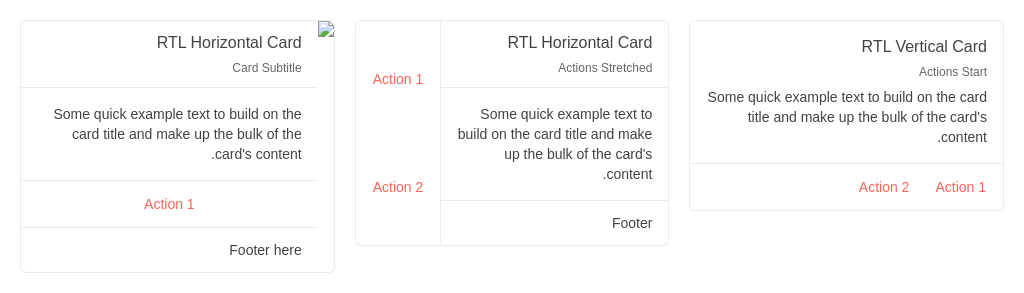 RTL Horizontal Card
Card Subtitle
Some quick example text to build on the
card title and make up the bulk of the
.card's content
Action 1
Footer here
RTL Horizontal Card
Actions Stretched
Some quick example text to
build on the card title and make
up the bulk of the card's
.content
Footer
Action 1
Action 2
RTL Vertical Card
Actions Start
Some quick example text to build on the card
title and make up the bulk of the card's
.content
Action 2 Action 1